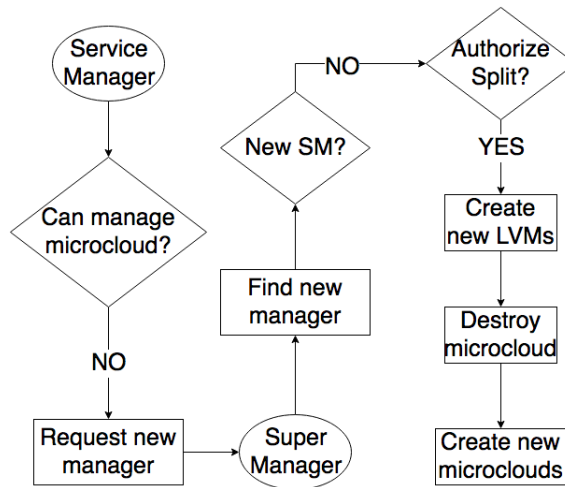 Service
Manager
Can manage
microcloud?
NO
Request new
manager
Super
Manager
Find new
manager
New SM?
NO
Authorize
Split?
YES
Create
new LVMs
Destroy
microcloud
Create new
microclouds